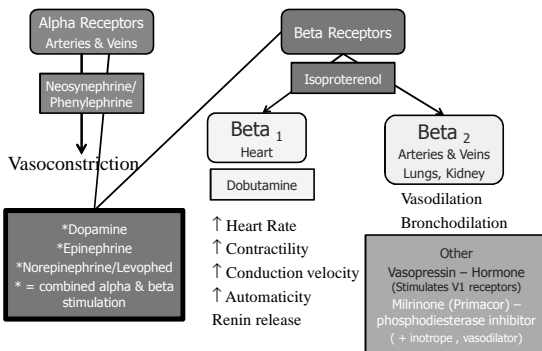 Alpha Receptors
Arteries & Veins
Neosynephrine/
Phenylephrine
Vasoconstriction
*Dopamine
*Epinephrine
*Norepinephrine/Levophed
* = combined alpha & beta
stimulation
Beta Receptors
Isoproterenol
Beta 1
Heart
Dobutamine
↑ Heart Rate
↑ Contractility
↑ Conduction velocity
↑ Automaticity
Renin release
Beta 2
Arteries & Veins
Lungs, Kidney
Vasodilation
Bronchodilation
Other
Vasopressin – Hormone
(Stimulates V1 receptors)
Milrinone (Primacor) –
phosphodiesterase inhibitor
( + inotrope , vasodilator)